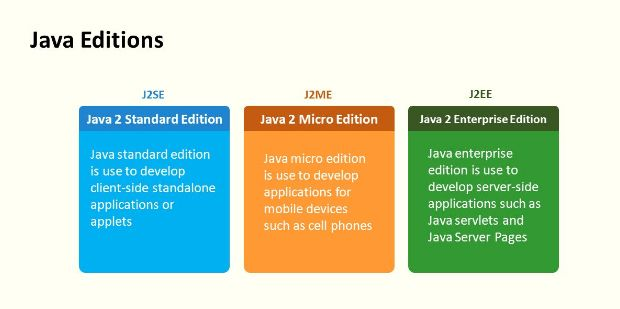 Java Editions
J2SE
Java 2 Standard Edition
Java standard edition
is use to develop
client-side standalone
applications or
applets
J2ME
Java 2 Micro Edition
Java micro edition
is use to develop
applications for
mobile devices
such as cell phones
J2EE
Java 2 Enterprise Edition
Java enterprise
edition is use to
develop server-side
applications such as
Java servlets and
Java Server Pages